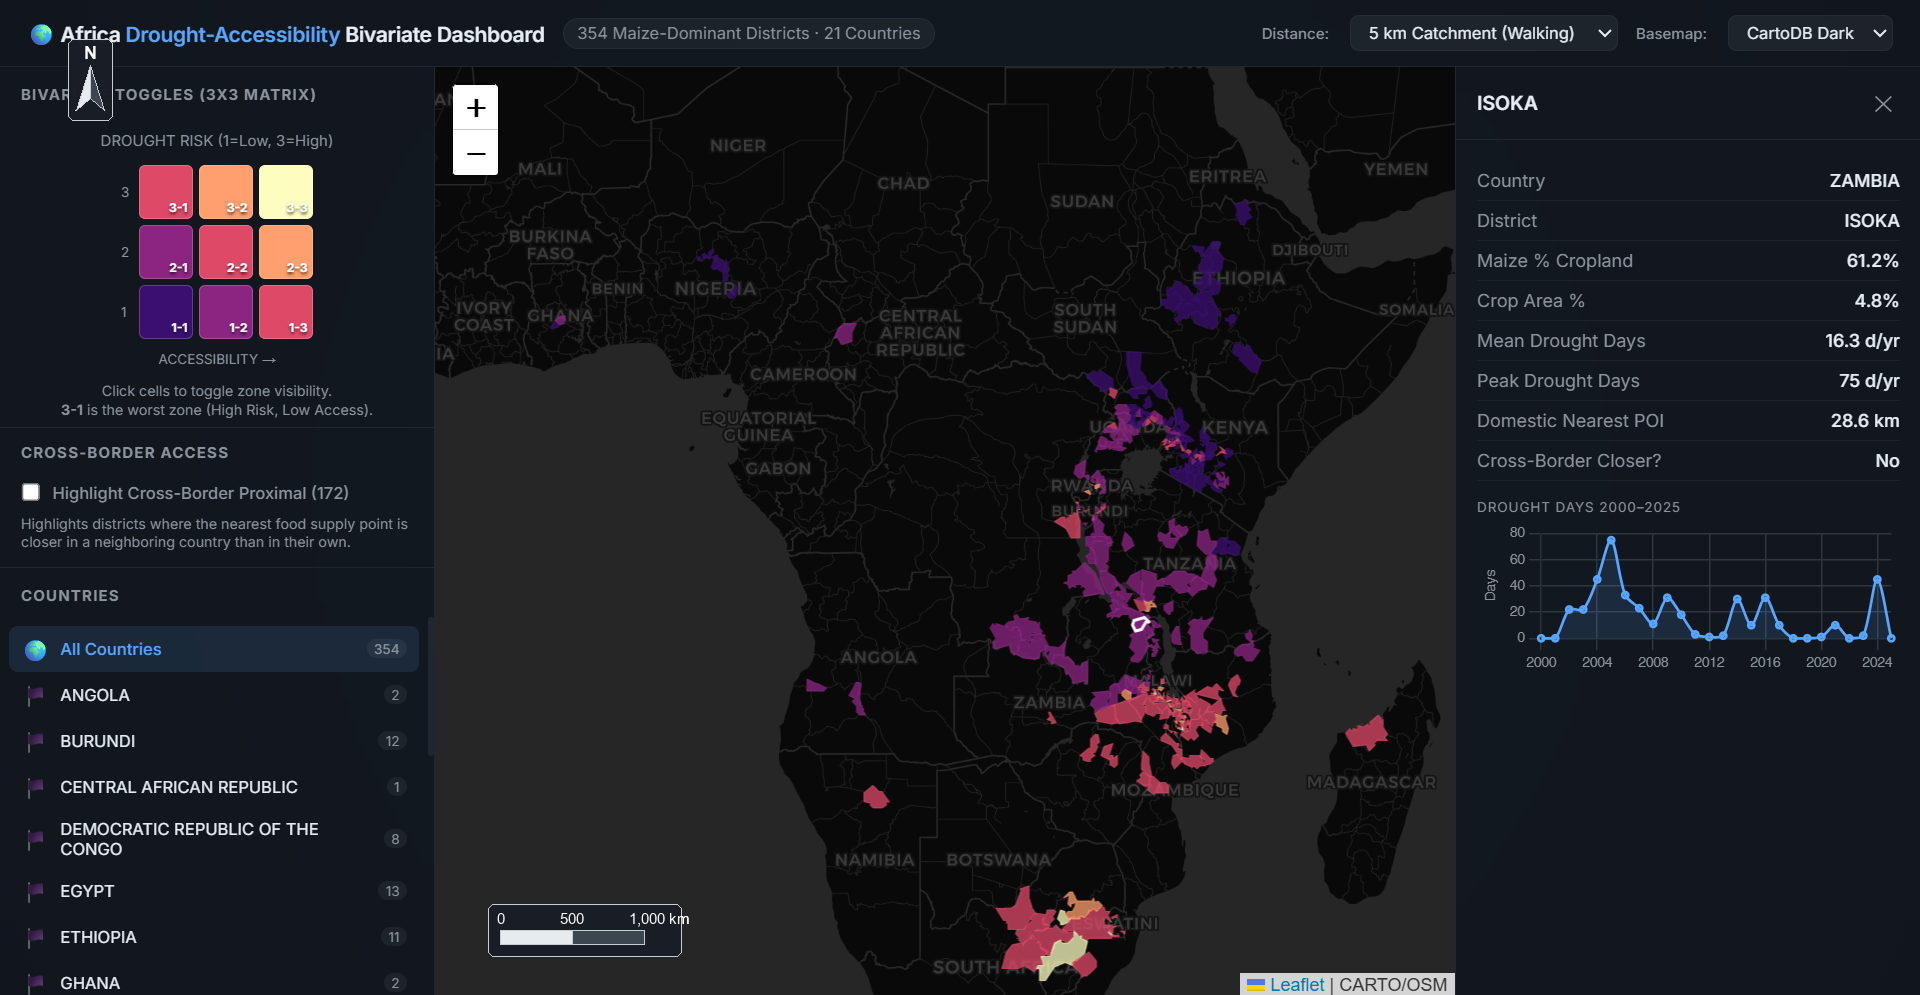 Africa Drought-Accessibility Bivariate Dashboard
354 Maize-Dominant Districts · 21 Countries
Distance:
5 km Catchment (Walking)
Basemap:
CartoDB Dark
N
TOGGLES (3X3 MATRIX)
DROUGHT RISK (1=Low, 3=High)
3
3-1
3-2
3-3
2
2-1
2-2
2-3
1
1-1
1-2
1-3
ACCESSIBILITY →
Click cells to toggle zone visibility.
3-1 is the worst zone (High Risk, Low Access).
CROSS-BORDER ACCESS
Highlight Cross-Border Proximal (172)
Highlights districts where the nearest food supply point is
closer in a neighboring country than in their own.
COUNTRIES
All Countries
354
ANGOLA
2
BURUNDI
12
CENTRAL AFRICAN REPUBLIC
1
DEMOCRATIC REPUBLIC OF THE
CONGO
8
EGYPT
13
ETHIOPIA
11
GHANA
2
+
−
NIGER
MALI
CHAD
SUDAN
ERITREA
YEMEN
BURKINA
FASO
DJIBOUTI
BENIN
NIGERIA
ETHIOPIA
IVORY
COAST
GHANA
SOUTH
SUDAN
SOMALIA
CENTRAL
AFRICAN
REPUBLIC
CAMEROON
EQUATORIAL
GUINEA
KENYA
GABON
RWANDA
BURUNDI
TANZANIA
ANGOLA
MALAWI
ZAMBIA
MADAGASCAR
MOZAMBIQUE
NAMIBIA
BOTSWANA
ESWATINI
SOUTH AFRICA
0
500
1,000 km
Leaflet | CARTO/OSM
ISOKA
Country
ZAMBIA
District
ISOKA
Maize % Cropland
61.2%
Crop Area %
4.8%
Mean Drought Days
16.3 d/yr
Peak Drought Days
75 d/yr
Domestic Nearest POI
28.6 km
Cross-Border Closer?
No
DROUGHT DAYS 2000–2025
Days
80
60
40
20
0
2000
2004
2008
2012
2016
2020
2024